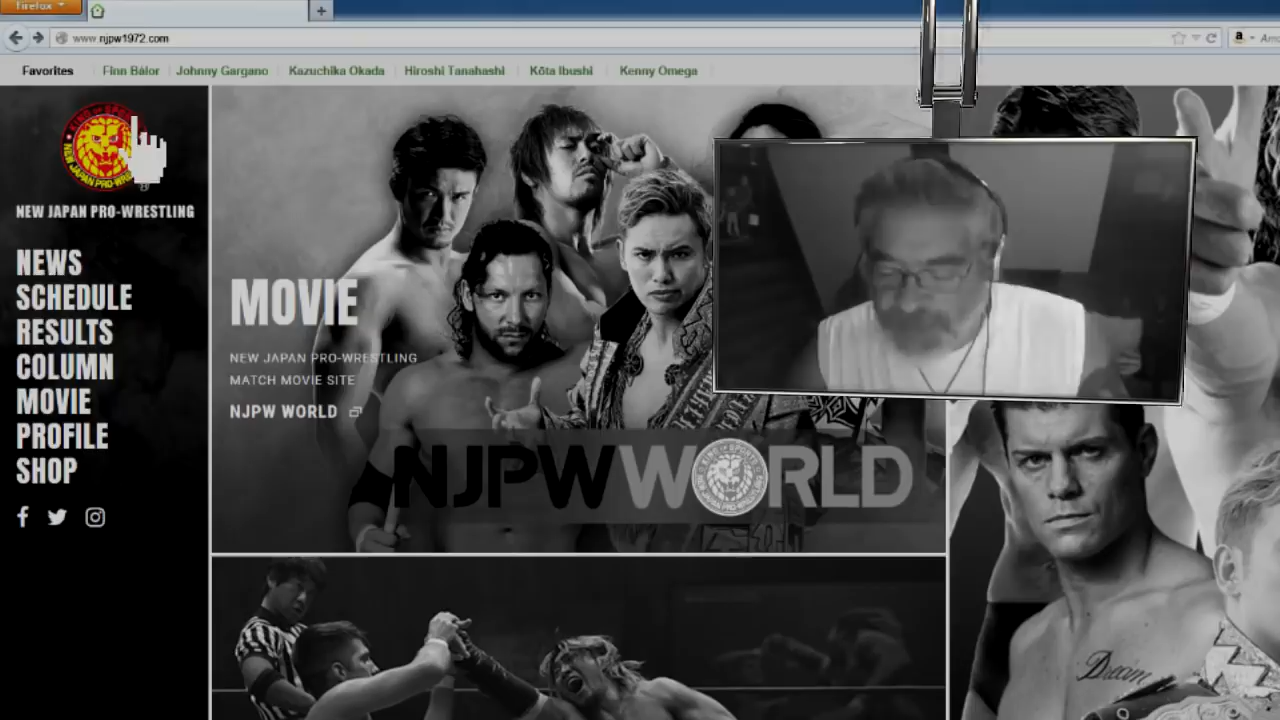 Firefox
www.njpw1972.com
a
Favorites Finn Bálor Johnny Gargano Kazuchika Okada Hiroshi Tanahashi Kōta Ibushi Kenny Omega
NEW JAPAN PRO-WRESTLING
NEWS
SCHEDULE
RESULTS
COLUMN
MOVIE
PROFILE
SHOP
MOVIE
NEW JAPAN PRO-WRESTLING
MATCH MOVIE SITE
NJPW WORLD
NJPWWORLD
Dream